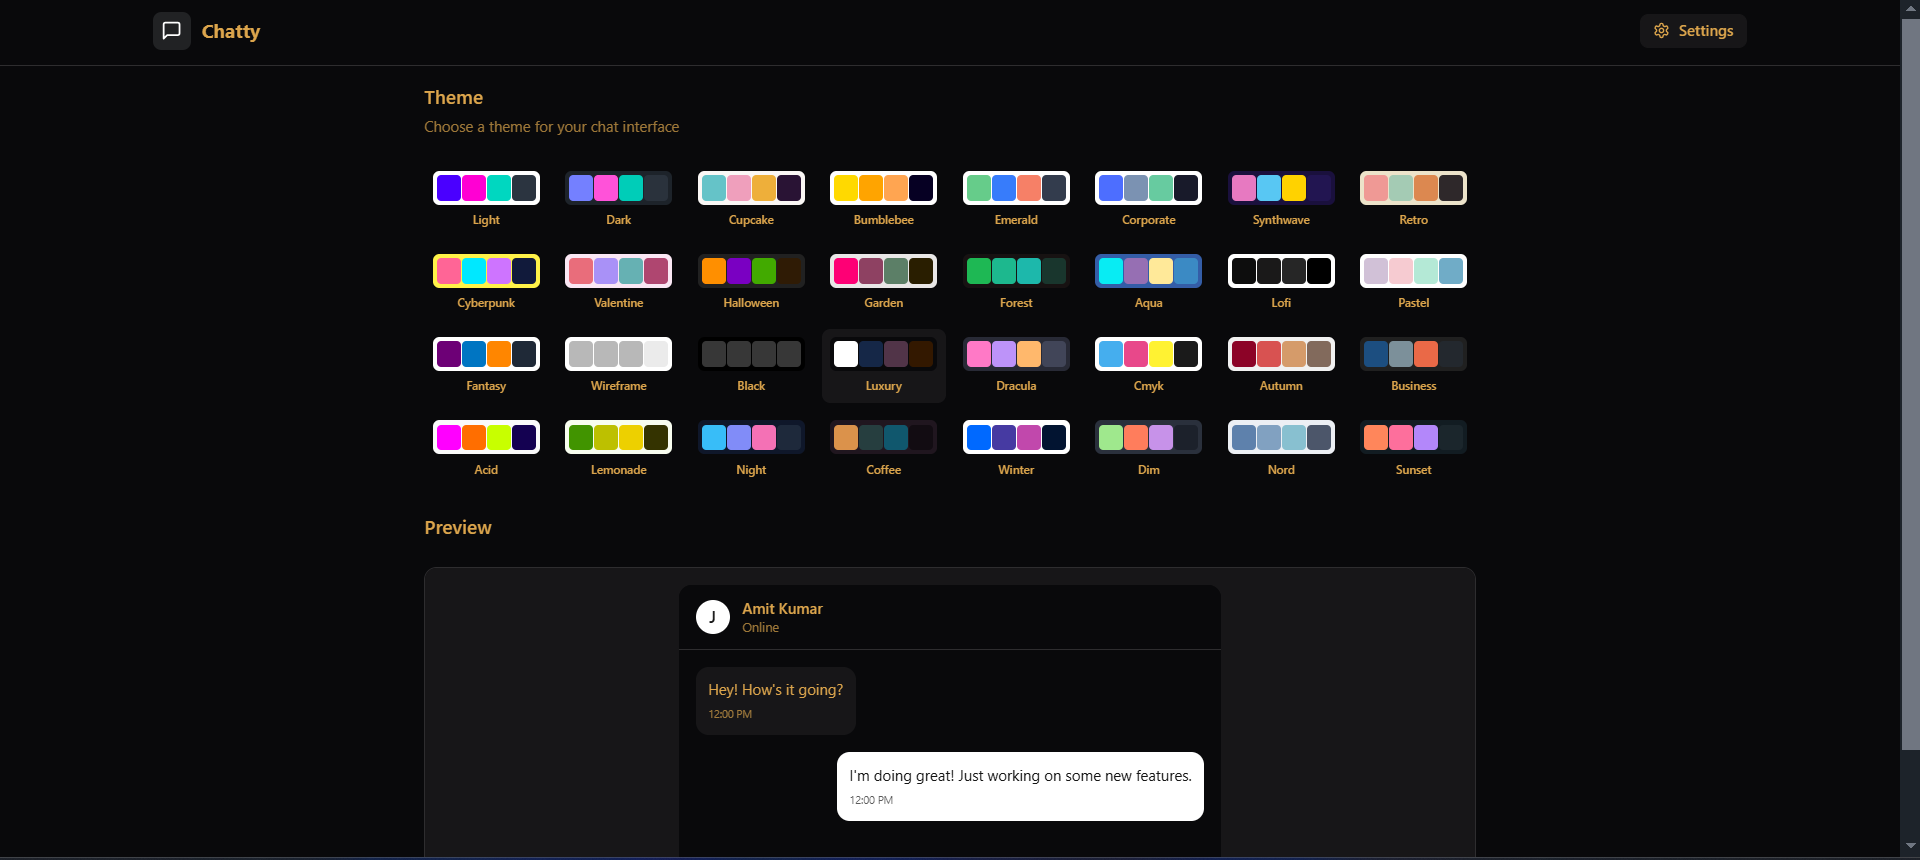 Chatty
Settings
Theme
Choose a theme for your chat interface
Light
Dark
Cupcake
Bumblebee
Emerald
Corporate
Synthwave
Retro
Cyberpunk
Valentine
Halloween
Garden
Forest
Aqua
Lofi
Pastel
Fantasy
Wireframe
Black
Luxury
Dracula
Cmyk
Autumn
Business
Acid
Lemonade
Night
Coffee
Winter
Dim
Nord
Sunset
Preview
J
Amit Kumar
Online
Hey! How's it going?
12:00 PM
I'm doing great! Just working on some new features.
12:00 PM